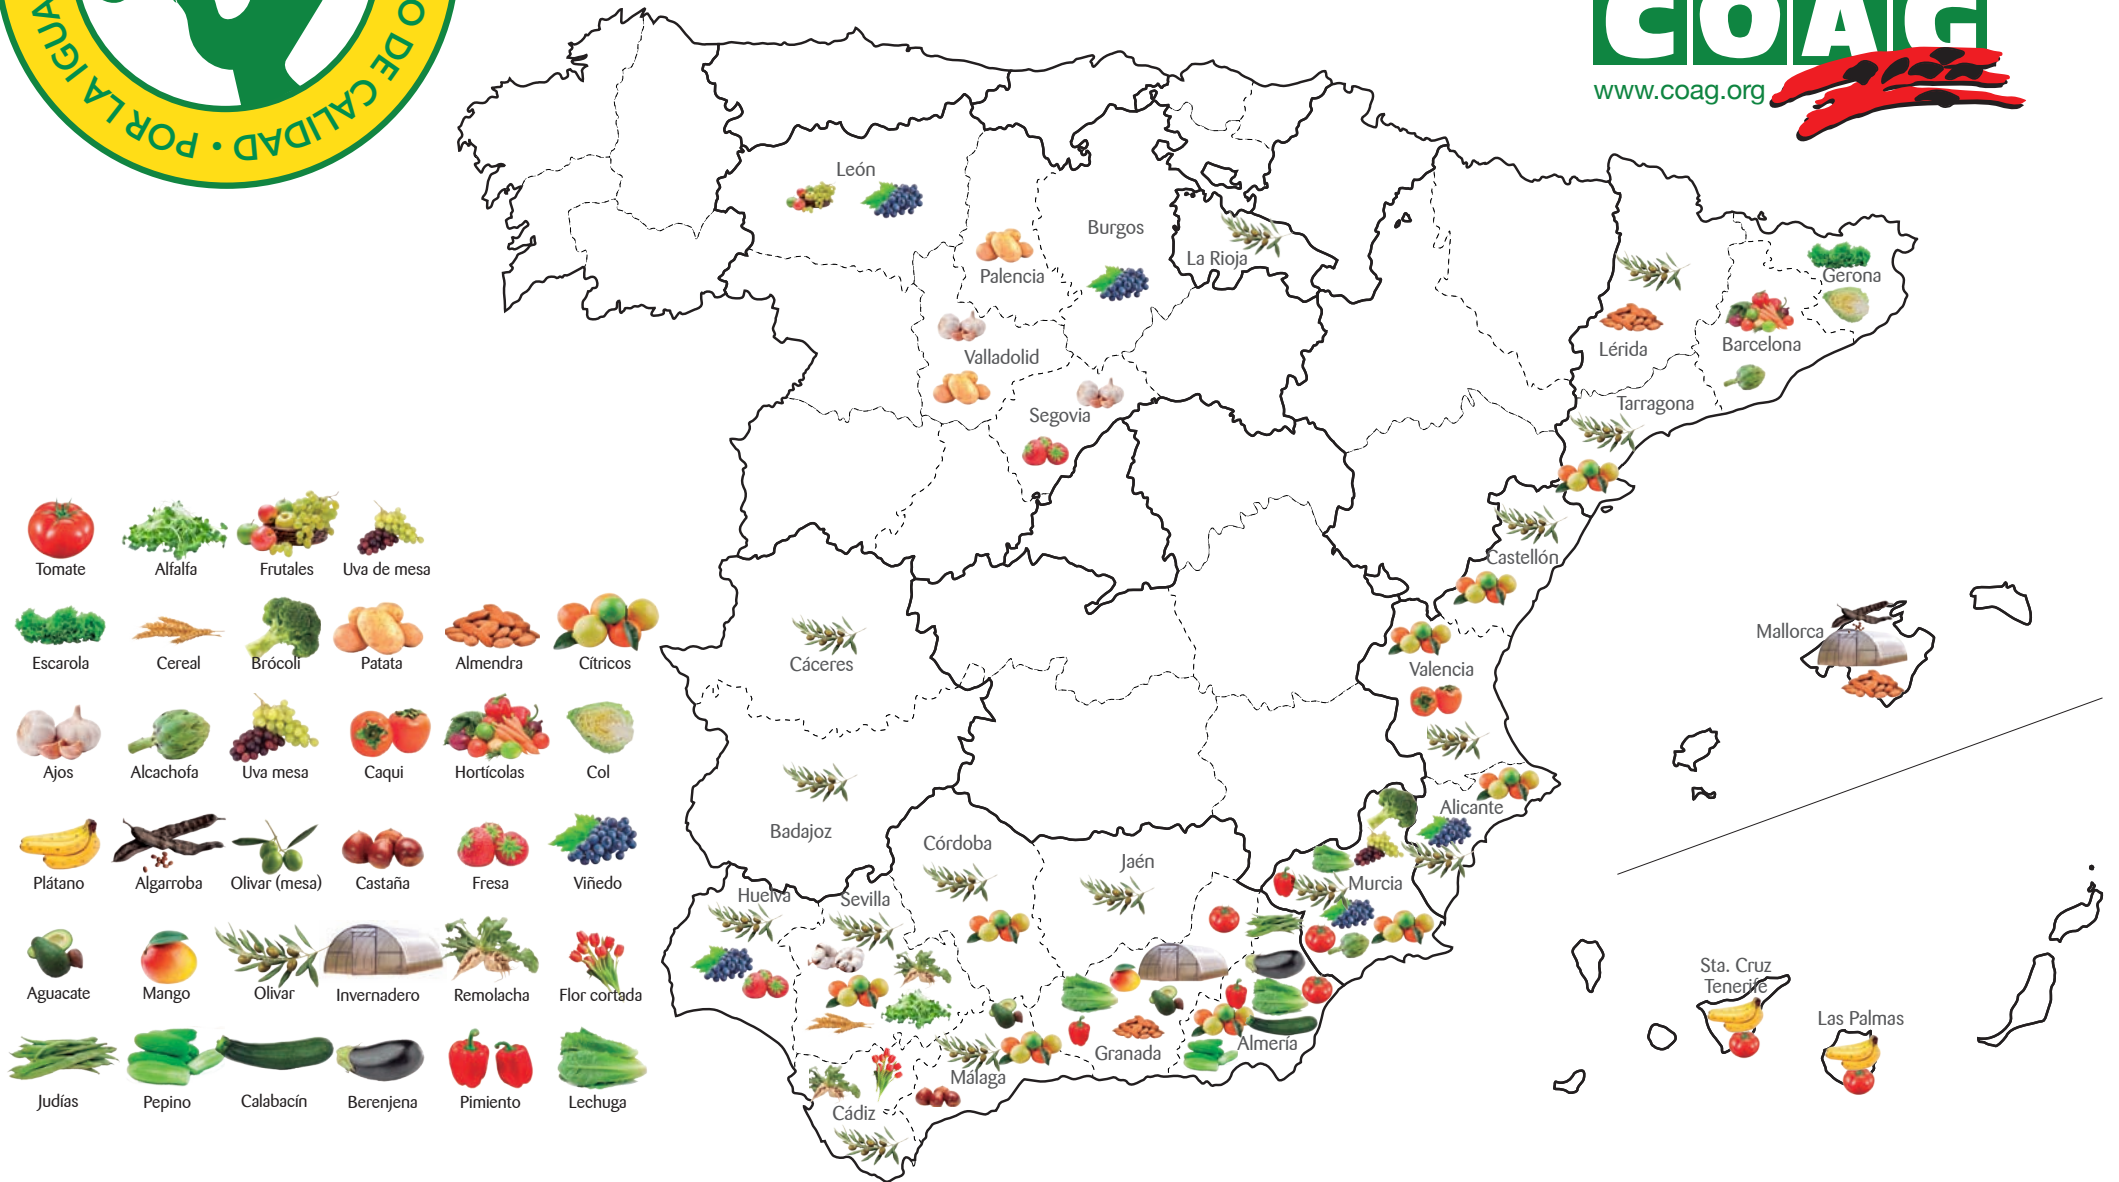 POR LA IGUA
O DE CALIDAD •
COAG
www.coag.org
León
Burgos
La Rioja
Palencia
Gerona
Valladolid
Lérida
Barcelona
Segovia
Tarragona
Castellón
Mallorca
Cáceres
Valencia
Badajoz
Alicante
Córdoba
Jaén
Murcia
Huelva
Sevilla
Sta. Cruz
Tenerife
Las Palmas
Granada
Almería
Málaga
Cádiz
Tomate
Alfalfa
Frutales
Uva de mesa
Escarola
Cereal
Brócoli
Patata
Almendra
Cítricos
Ajos
Alcachofa
Uva mesa
Caqui
Hortícolas
Col
Plátano
Algarroba
Olivar (mesa)
Castaña
Fresa
Viñedo
Aguacate
Mango
Olivar
Invernadero
Remolacha
Flor cortada
Judías
Pepino
Calabacín
Berenjena
Pimiento
Lechuga